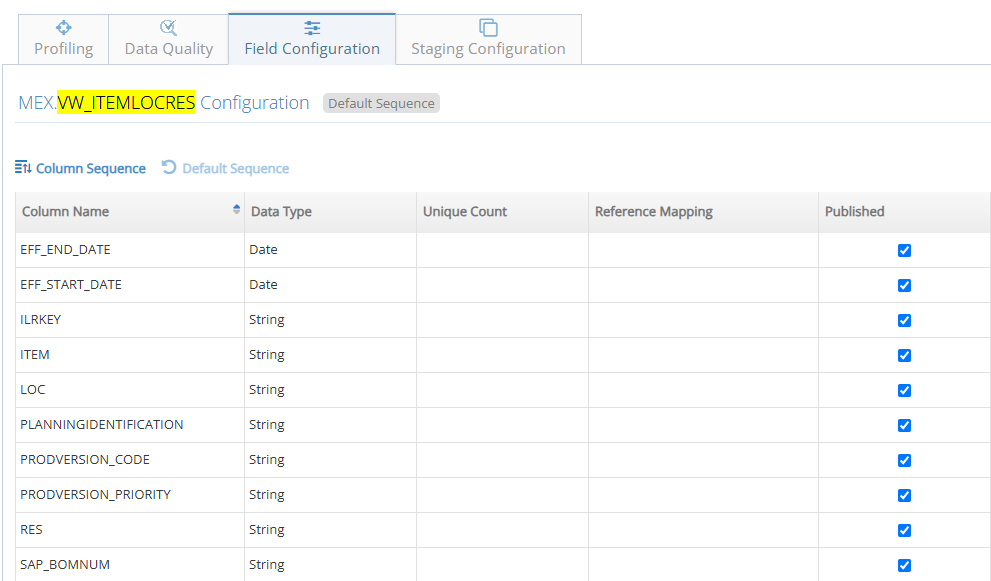 Profiling Data Quality Field Configuration Staging Configuration
MEX.VW_ITEMLOCRES Configuration Default Sequence
Column Sequence Default Sequence
Column Name Data Type Unique Count Reference Mapping Published
EFF_END_DATE Date
EFF_START_DATE Date
ILRKEY String
ITEM String
LOC String
PLANNINGIDENTIFICATION String
PRODVERSION_CODE String
PRODVERSION_PRIORITY String
RES String
SAP_BOMNUM String